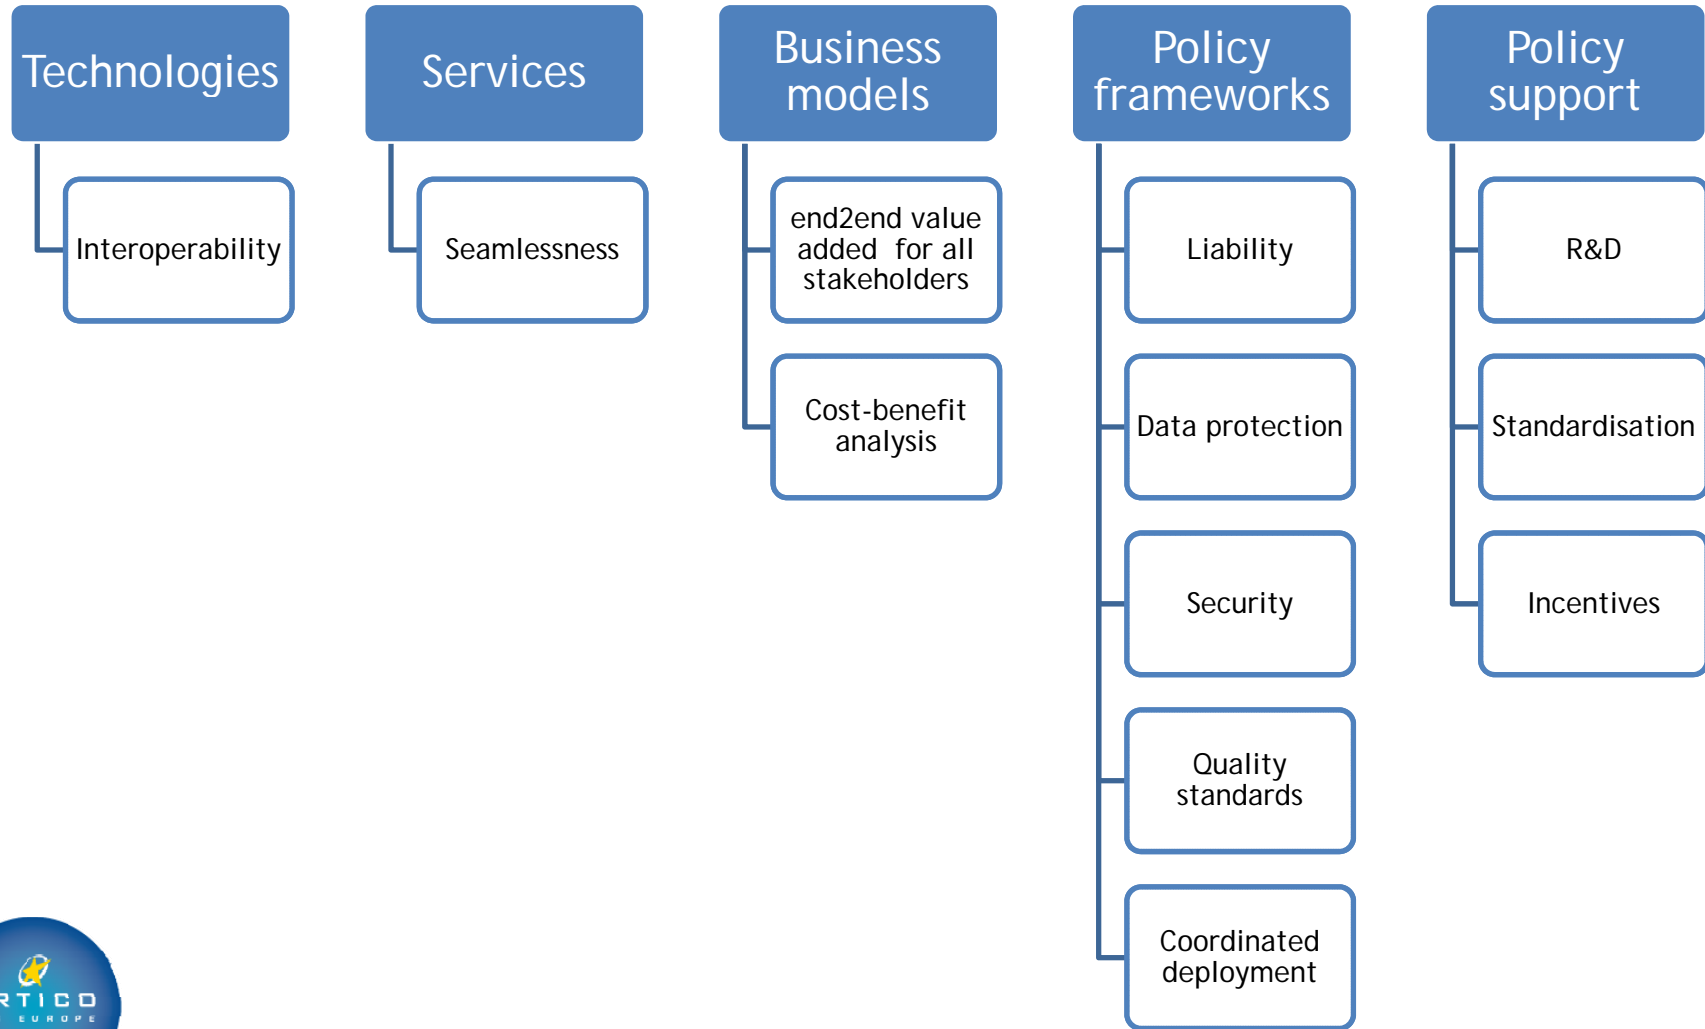 Technologies
Interoperability
Services
Seamlessness
Business
models
end2end value
added for all
stakeholders
Cost-benefit
analysis
Policy
frameworks
Liability
Data protection
Security
Quality
standards
Coordinated
deployment
Policy
support
R&D
Standardisation
Incentives
RTICO
EUROPE